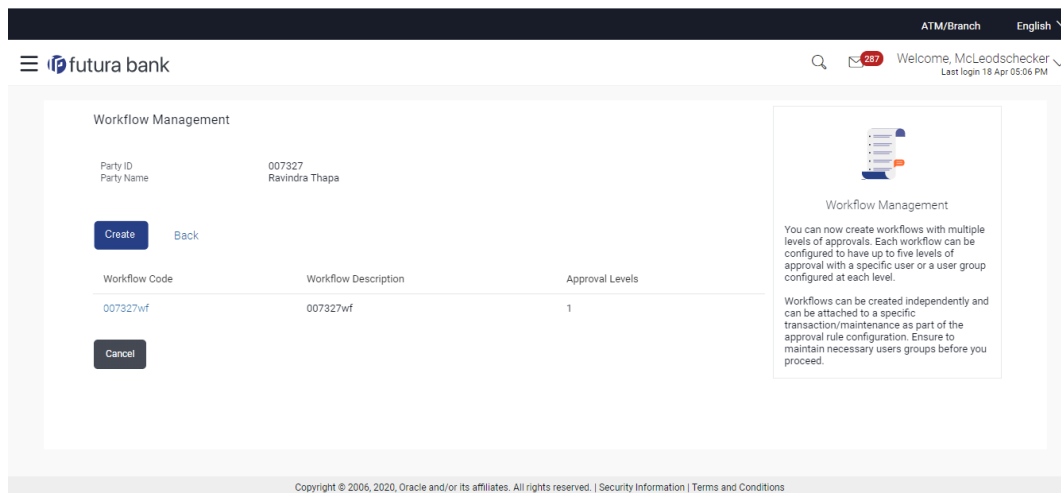 ATM/Branch English
futura bank
287
Welcome, McLeodschecker
Last login 18 Apr 05:06 PM
Workflow Management
Party ID 007327
Party Name Ravindra Thapa
Create Back
Workflow Code Workflow Description Approval Levels
007327wf 007327wf 1
Cancel
Workflow Management
You can now create workflows with multiple
levels of approvals. Each workflow can be
configured to have up to five levels of
approval with a specific user or a user group
configured at each level.
Workflows can be created independently and
can be attached to a specific
transaction/maintenance as part of the
approval rule configuration. Ensure to
maintain necessary users groups before you
proceed.
Copyright © 2006, 2020, Oracle and/or its affiliates. All rights reserved. | Security Information | Terms and Conditions